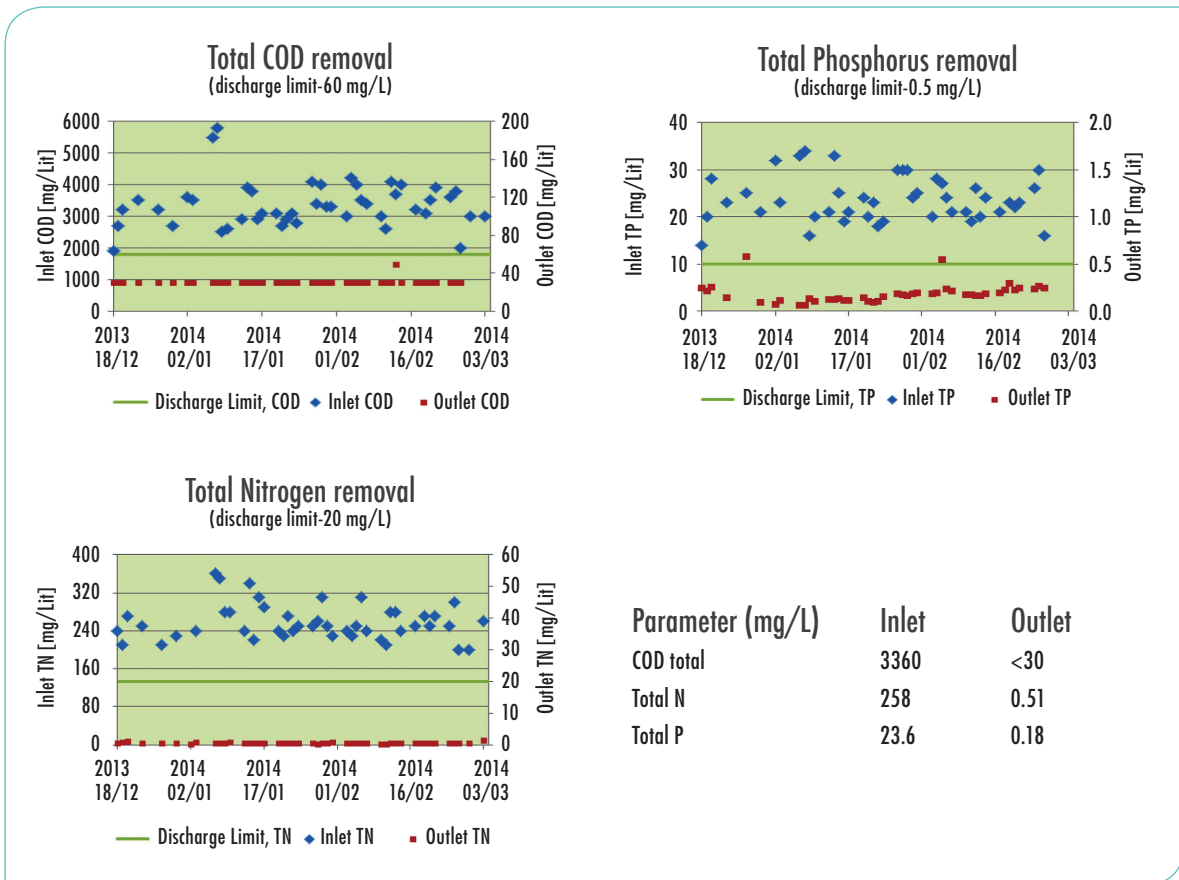 Total COD removal
(discharge limit-60 mg/L)
6000
5000
4000
3000
2000
1000
0
Inlet COD [mg/Lit]
200
160
120
80
40
0
Outlet COD [mg/Lit]
2013 2014 2014 2014 2014 2014
18/12 02/01 17/01 01/02 16/02 03/03
Discharge Limit, COD Inlet COD Outlet COD
Total Phosphorus removal
(discharge limit-0.5 mg/L)
40
30
20
10
0
Inlet TP [mg/Lit]
2.0
1.5
1.0
0.5
0.0
Outlet TP [mg/Lit]
2013 2014 2014 2014 2014 2014
18/12 02/01 17/01 01/02 16/02 03/03
Discharge Limit, TP Inlet TP Outlet TP
Total Nitrogen removal
(discharge limit-20 mg/L)
400
320
240
160
80
0
Inlet TN [mg/Lit]
60
50
40
30
20
10
0
Outlet TN [mg/Lit]
2013 2014 2014 2014 2014 2014
18/12 02/01 17/01 01/02 16/02 03/03
Discharge Limit, TN Inlet TN Outlet TN
Parameter (mg/L) Inlet Outlet
COD total 3360 <30
Total N 258 0.51
Total P 23.6 0.18